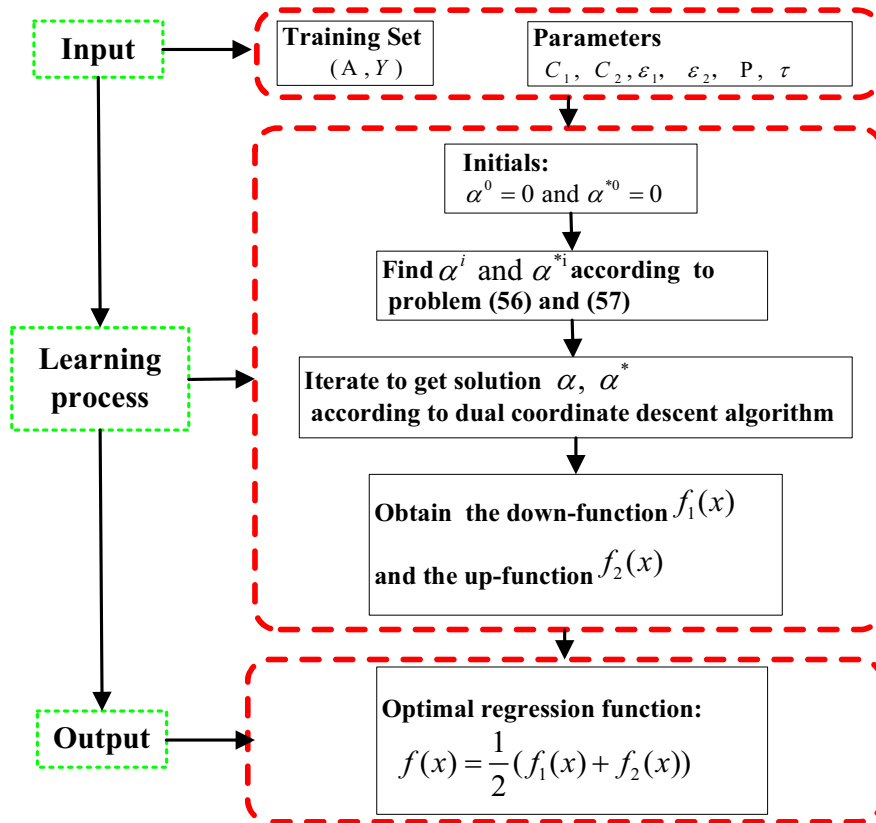 Input
Training Set
(A,Y)
Parameters
C₁, C₂, ε₁, ε₂, P, τ
Initials:
α⁰ = 0 and α*⁰ = 0
Find αⁱ and α*ⁱ according to
problem (56) and (57)
Learning
process
Iterate to get solution α, α*
according to dual coordinate descent algorithm
Obtain the down-function f₁(x)
and the up-function f₂(x)
Output
Optimal regression function:
f(x) = 1/2 (f₁(x) + f₂(x))